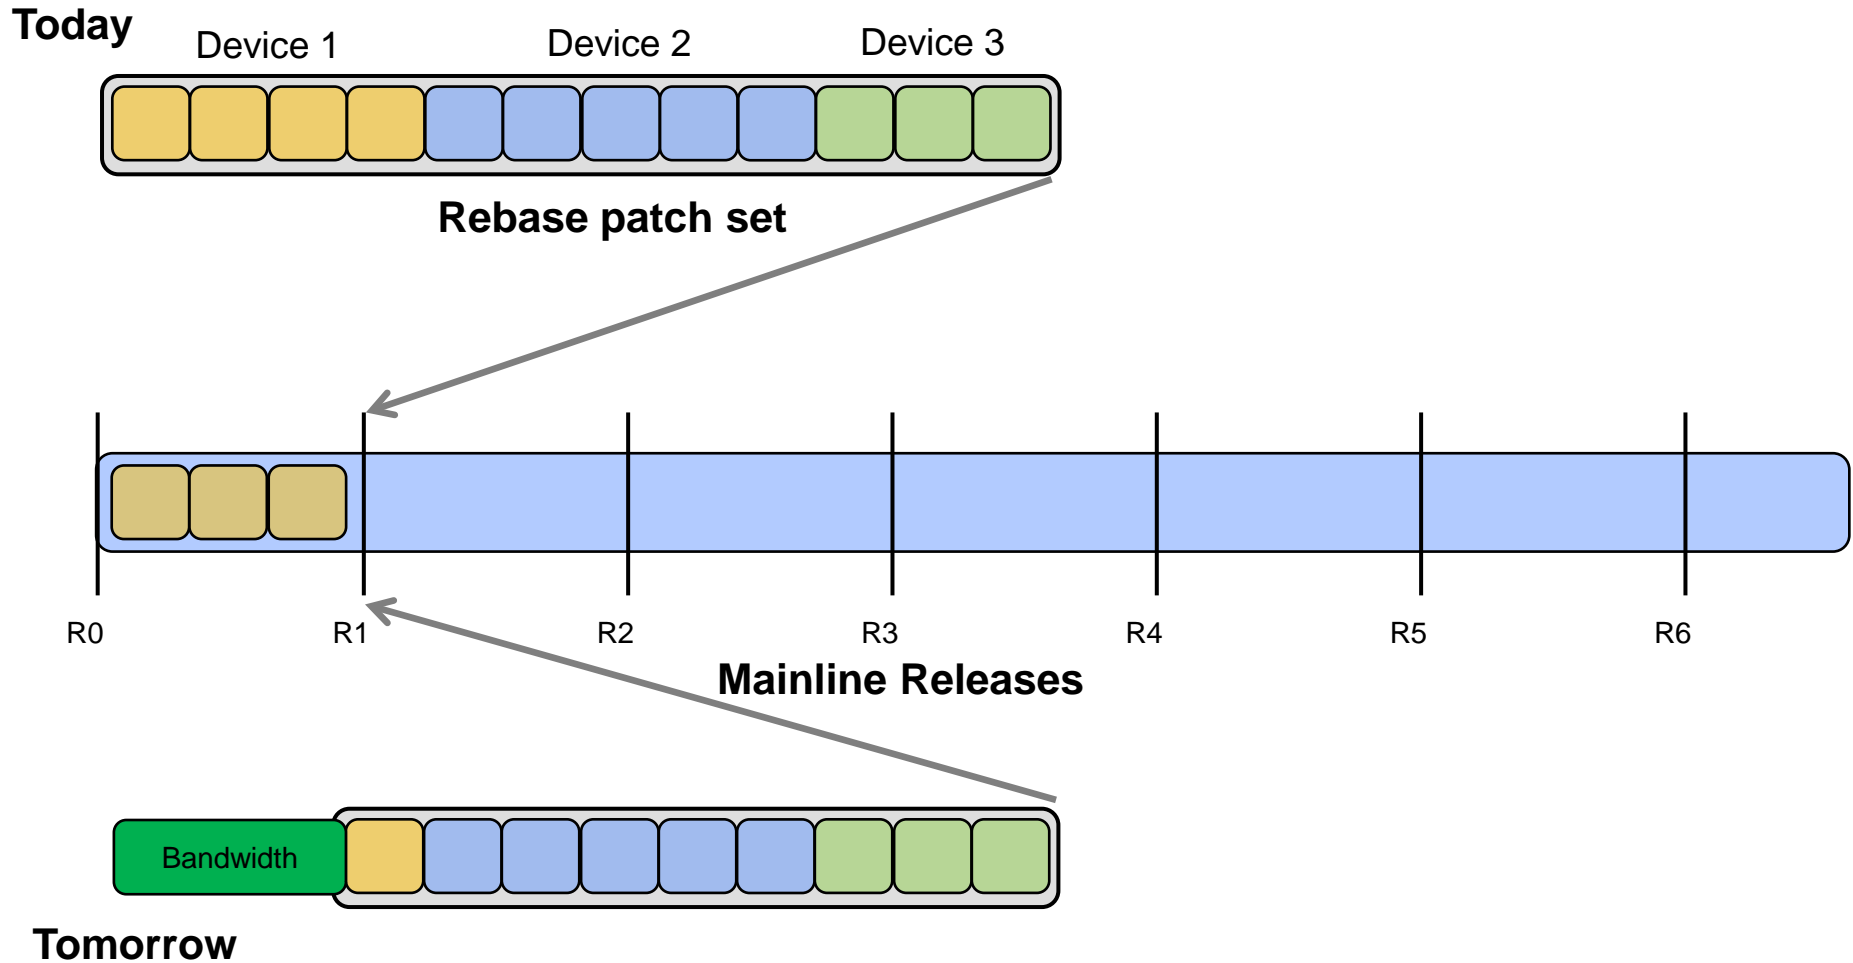 Today
Device 1
Device 2
Device 3
Rebase patch set
R0
R1
R2
R3
R4
R5
R6
Mainline Releases
Bandwidth
Tomorrow